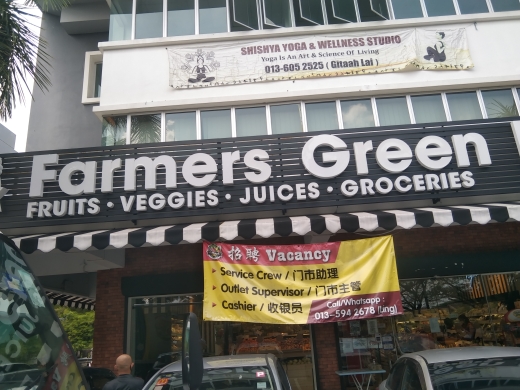 SHISHYA YOGA & WELLNESS STUDIO
Yoga Is An Art & Science Of Living
013-605 2525 ( Gitaah Lai )
Farmers Green
FRUITS · VEGGIES · JUICES · GROCERIES
招聘 Vacancy
Service Crew / 门市助理
Outlet Supervisor / 门市主管
Cashier / 收银员
Call/Whatsapp :
013-594 2678 (Ling)